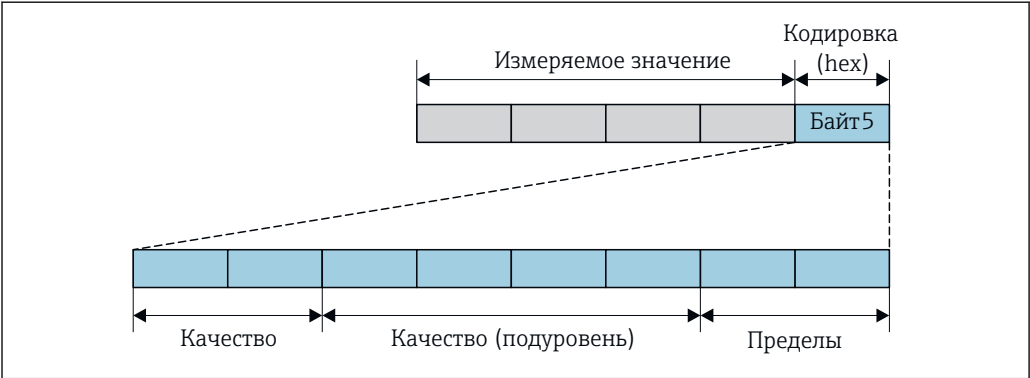 Кодировка
(hex)
Измеряемое значение
Байт5
Качество
Качество (подуровень)
Пределы